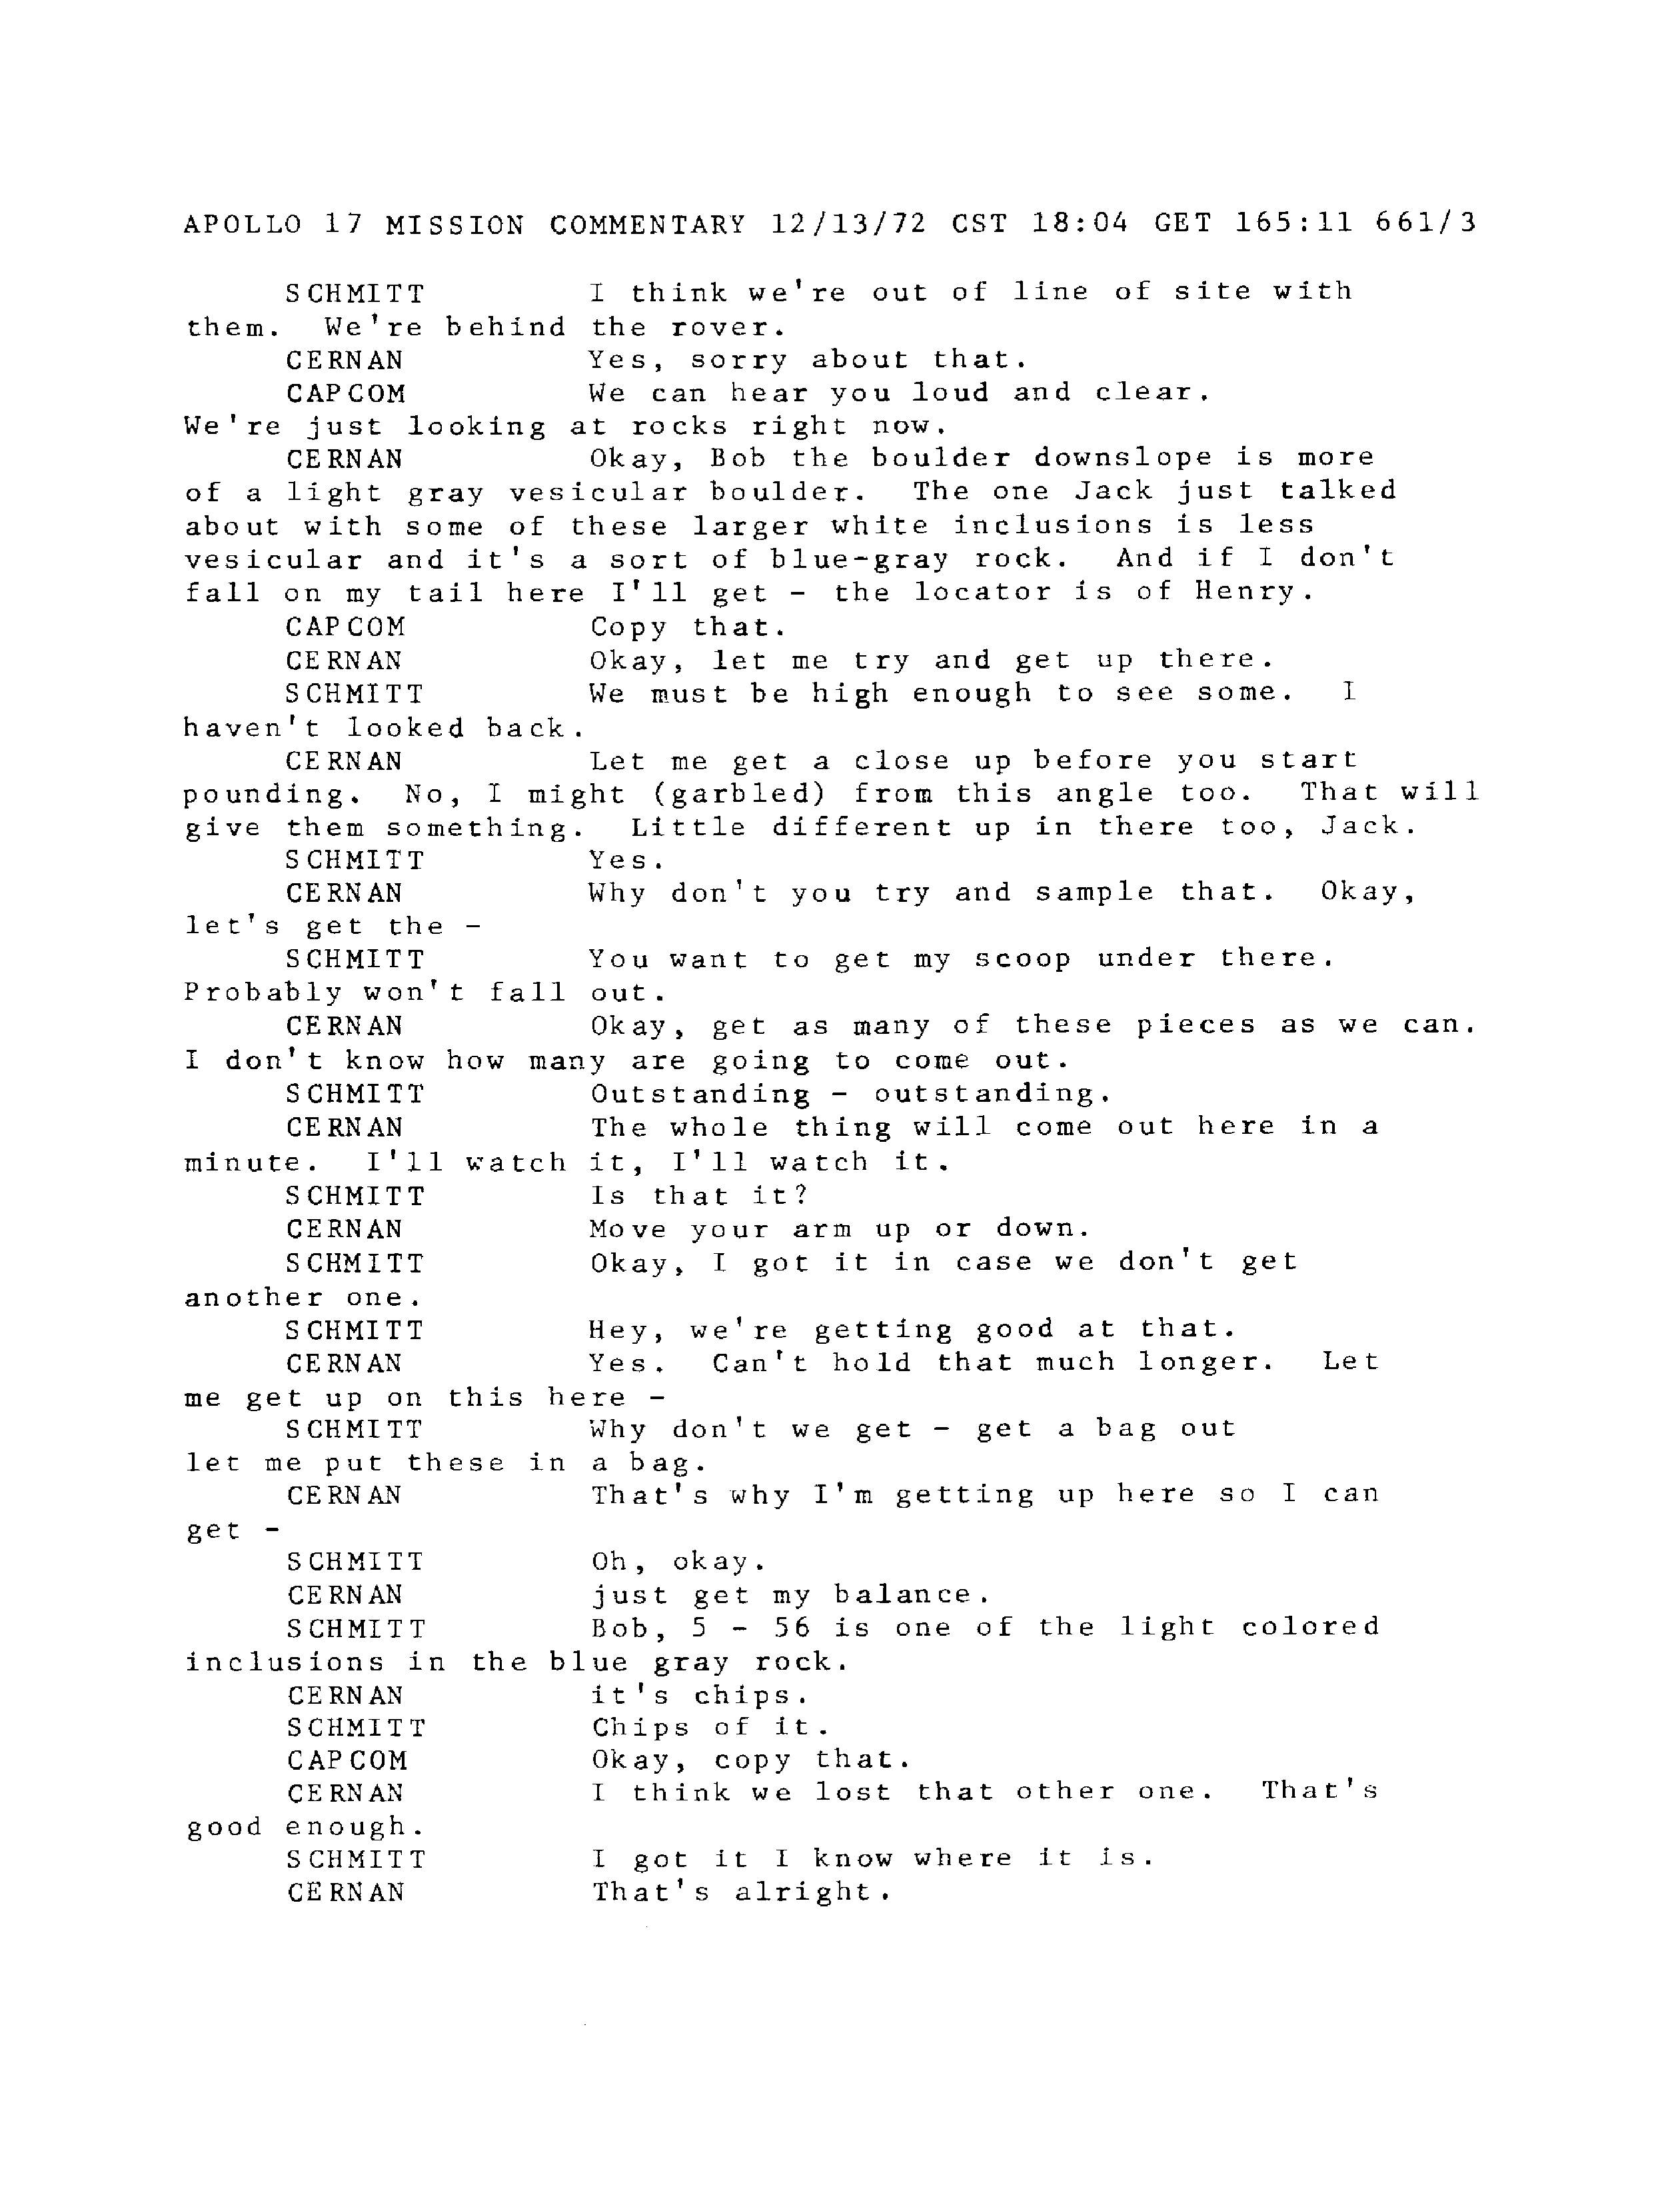 APOLLO 17 MISSION COMMENTARY 12/13/72 CST 18:04 GET 165:11 661/3
SCHMITT I think we're out of line of site with
them. We're behind the rover.
CERNAN Yes, sorry about that.
CAPCOM We can hear you loud and clear.
We're just looking at rocks right now.
CERNAN Okay, Bob the boulder downslope is more
of a light gray vesicular boulder. The one Jack just talked
about with some of these larger white inclusions is less
vesicular and it's a sort of blue-gray rock. And if I don't
fall on my tail here I'll get - the locator is of Henry.
CAPCOM Copy that.
CERNAN Okay, let me try and get up there.
SCHMITT We must be high enough to see some. I
haven't looked back.
CERNAN Let me get a close up before you start
pounding. No, I might (garbled) from this angle too. That will
give them something. Little different up in there too, Jack.
SCHMITT Yes.
CERNAN Why don't you try and sample that. Okay,
let's get the -
SCHMITT You want to get my scoop under there.
Probably won't fall out.
CERNAN Okay, get as many of these pieces as we can.
I don't know how many are going to come out.
SCHMITT Outstanding - outstanding.
CERNAN The whole thing will come out here in a
minute. I'll watch it, I'll watch it.
SCHMITT Is that it?
CERNAN Move your arm up or down.
SCHMITT Okay, I got it in case we don't get
another one.
SCHMITT Hey, we're getting good at that.
CERNAN Yes. Can't hold that much longer. Let
me get up on this here -
SCHMITT Why don't we get - get a bag out
let me put these in a bag.
CERNAN That's why I'm getting up here so I can
get -
SCHMITT Oh, okay.
CERNAN just get my balance.
SCHMITT Bob, 5 - 56 is one of the light colored
inclusions in the blue gray rock.
CERNAN it's chips.
SCHMITT Chips of it.
CAPCOM Okay, copy that.
CERNAN I think we lost that other one. That's
good enough.
SCHMITT I got it I know where it is.
CERNAN That's alright.